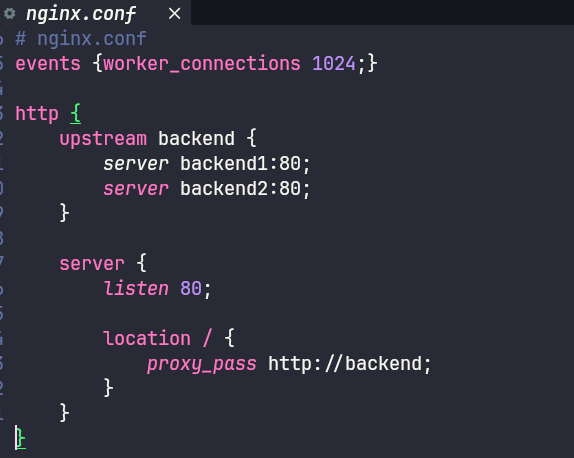 nginx.conf
# nginx.conf
events {worker_connections 1024;}
http {
upstream backend {
server backend1:80;
server backend2:80;
}
server {
listen 80;
location / {
proxy_pass http://backend;
}
}
}